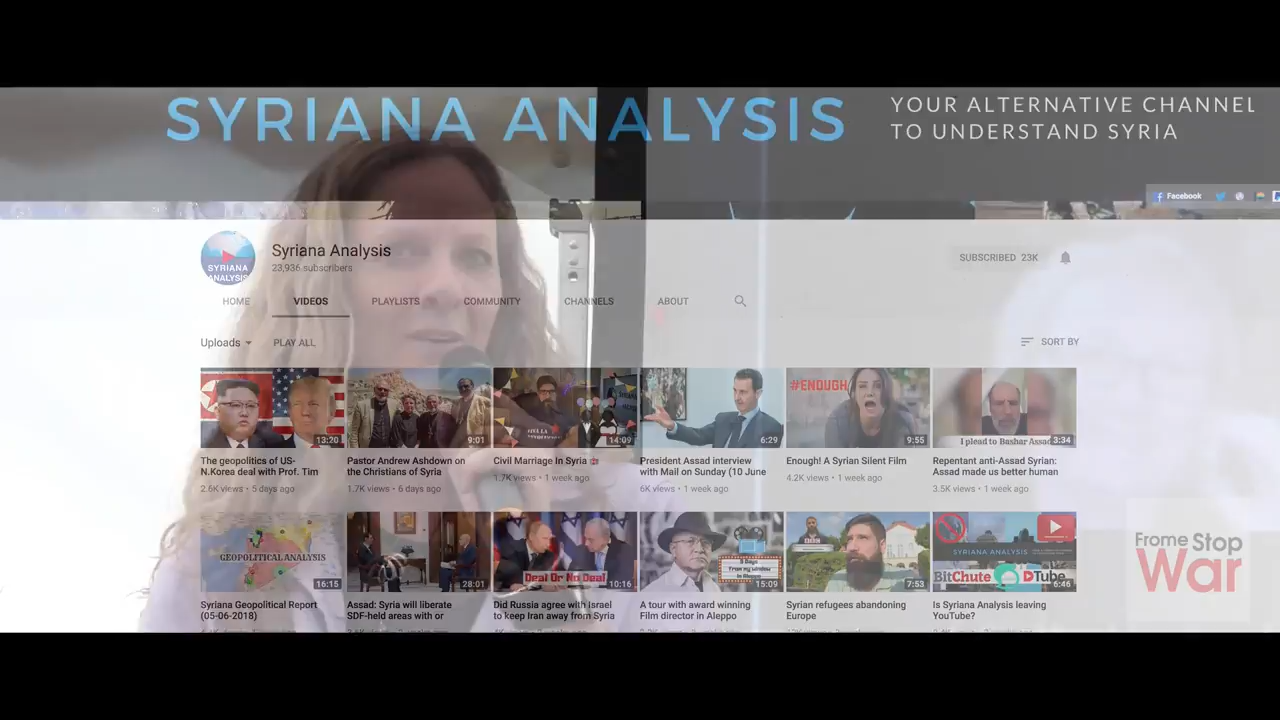 SYRIANA ANALYSIS
YOUR ALTERNATIVE CHANNEL
TO UNDERSTAND SYRIA
Facebook
SYRIANA
ANALYSIS
Syriana Analysis
23,936 subscribers
SUBSCRIBED 23K
HOME
VIDEOS
PLAYLISTS
COMMUNITY
CHANNELS
ABOUT
Uploads
PLAY ALL
SORT BY
13:20
9:01
14:09
6:29
#ENOUGH
9:55
I plead to Bashar Assad
3:34
The geopolitics of US-
N.Korea deal with Prof. Tim
2.6K views • 5 days ago
Pastor Andrew Ashdown on
the Christians of Syria
1.7K views • 6 days ago
Civil Marriage In Syria
1.7K views • 1 week ago
President Assad interview
with Mail on Sunday (10 June
6K views • 1 week ago
Enough! A Syrian Silent Film
4.2K views • 1 week ago
Repentant anti-Assad Syrian:
Assad made us better human
3.5K views • 1 week ago
GEOPOLITICAL ANALYSIS
16:15
28:01
Deal Or No Deal
10:16
9 Days
From my window
in Aleppo
15:09
BBC
7:53
SYRIANA ANALYSIS
BitChute
DTube
6:46
Syriana Geopolitical Report
(05-06-2018)
Assad: Syria will liberate
SDF-held areas with or
Did Russia agree with Israel
to keep Iran away from Syria
A tour with award winning
Film director in Aleppo
Syrian refugees abandoning
Europe
Is Syriana Analysis leaving
YouTube?
Frome Stop
War